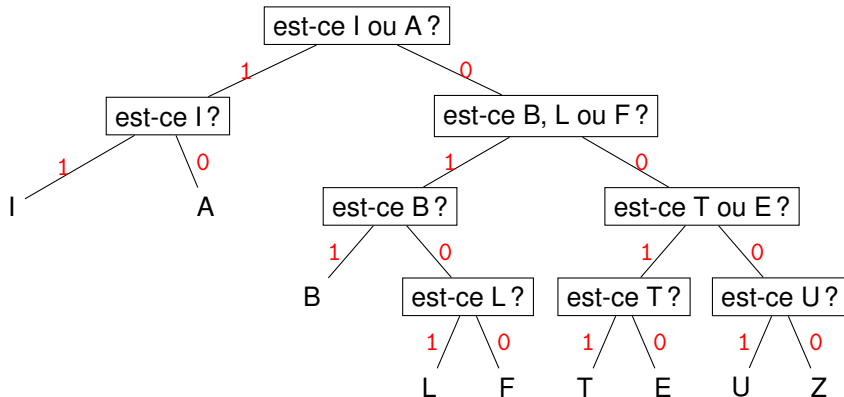 est-ce I ou A ?
1 0
est-ce I ? est-ce B, L ou F ?
1 0 1 0
I A est-ce B ? est-ce T ou E ?
1 0 1 0
B est-ce L ? est-ce T ? est-ce U ?
1 0 1 0 1 0
L F T E U Z